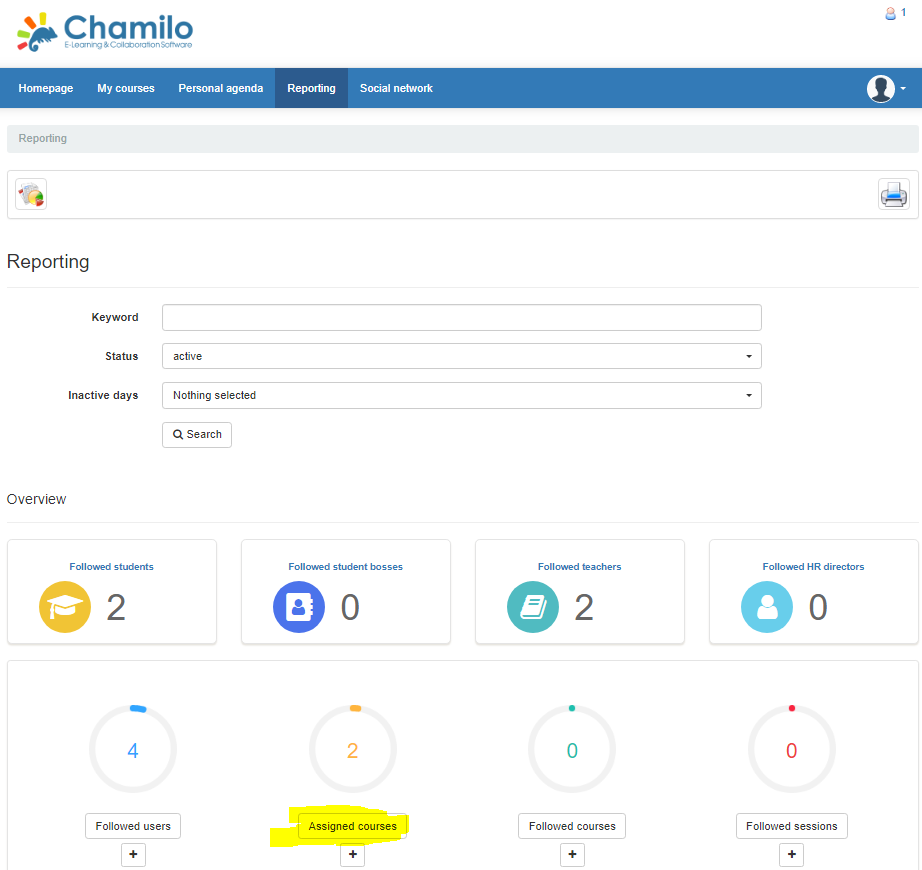 1
Chamilo
E-Learning & Collaboration Software
Homepage My courses Personal agenda Reporting Social network
Reporting
Reporting
Keyword
Status active
Inactive days Nothing selected
Search
Overview
Followed students Followed student bosses Followed teachers Followed HR directors
2 0 2 0
4 2 0 0
Followed users Assigned courses Followed courses Followed sessions
+ + + +